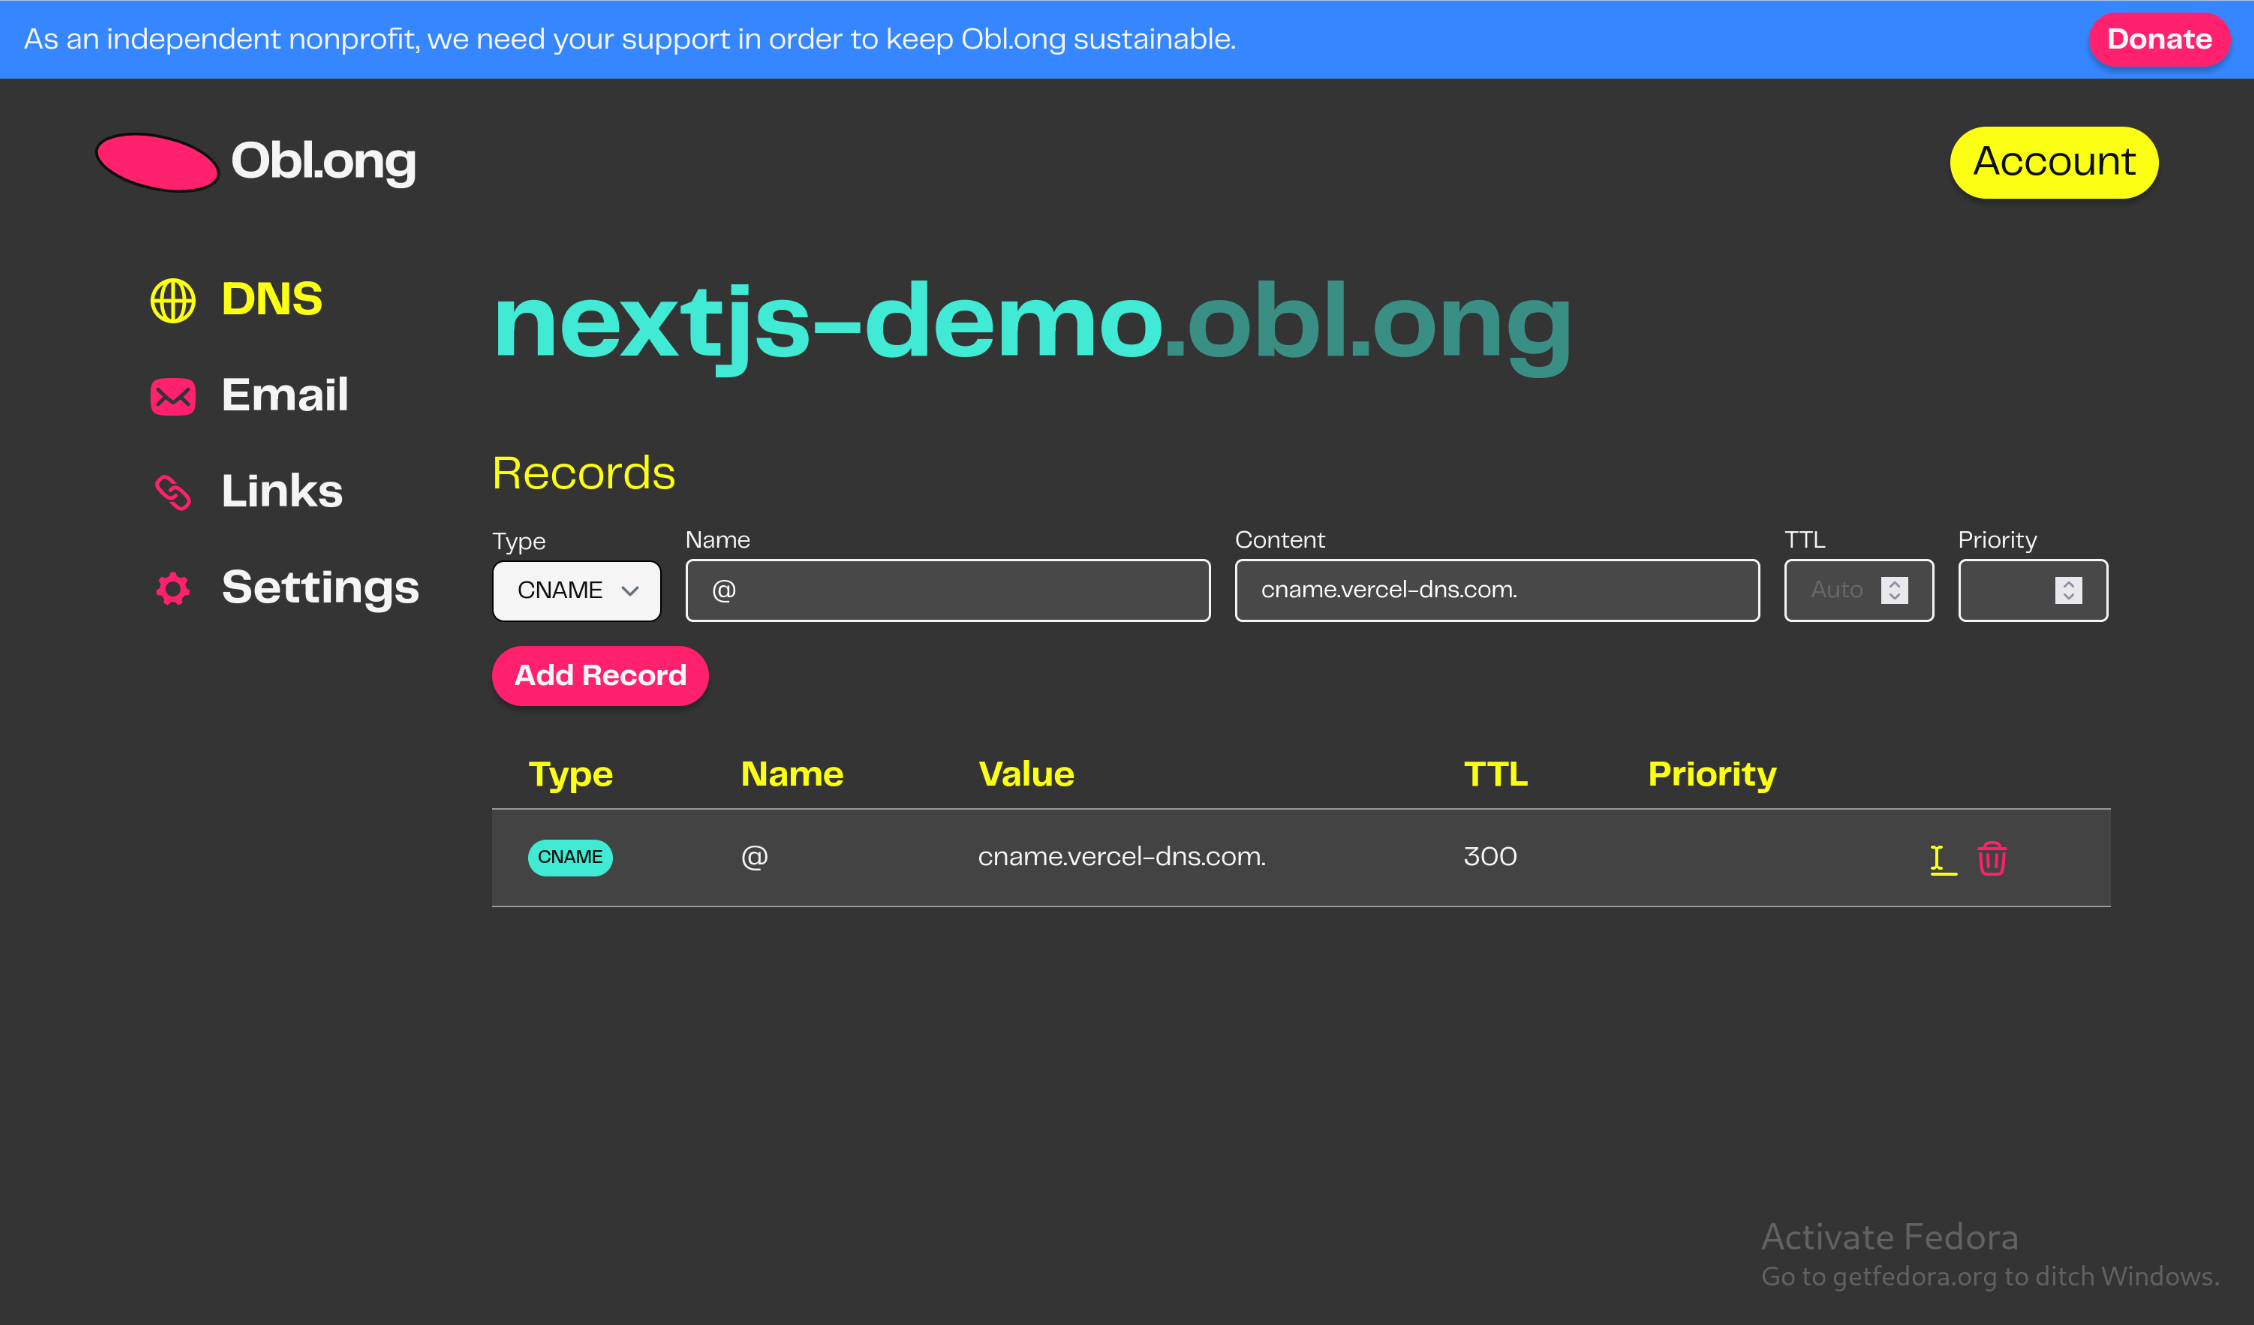 As an independent nonprofit, we need your support in order to keep Obl.ong sustainable.
Donate
Obl.ong
Account
DNS
Email
Links
Settings
nextjs-demo.obl.ong
Records
Type Name Content TTL Priority
CNAME @ cname.vercel-dns.com. Auto
Add Record
Type Name Value TTL Priority
CNAME @ cname.vercel-dns.com. 300
Activate Fedora
Go to getfedora.org to ditch Windows.